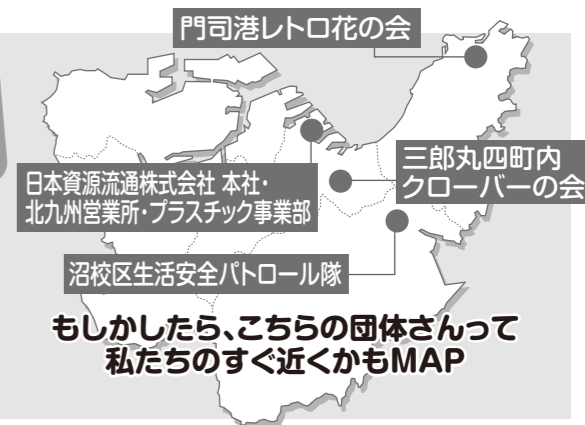 門司港レトロ花の会
三郎丸四町内
クローバーの会
日本資源流通株式会社 本社・
北九州営業所・プラスチック事業部
沼校区生活安全パトロール隊
もしかしたら、こちらの団体さんって
私たちのすぐ近くかもMAP